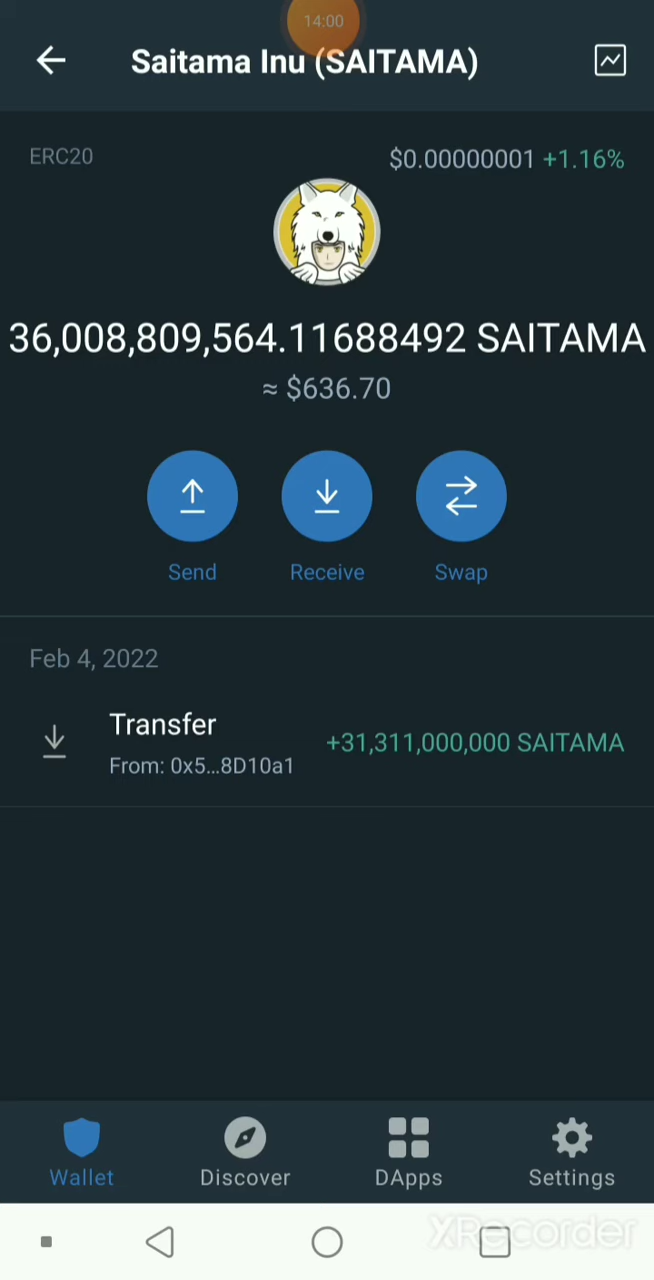 14:00
Saitama Inu (SAITAMA)
ERC20
$0.00000001 +1.16%
36,008,809,564.11688492 SAITAMA
≈ $636.70
Send Receive Swap
Feb 4, 2022
Transfer
+31,311,000,000 SAITAMA
From: 0x5...8D10a1
Wallet Discover DApps Settings
XRecorder